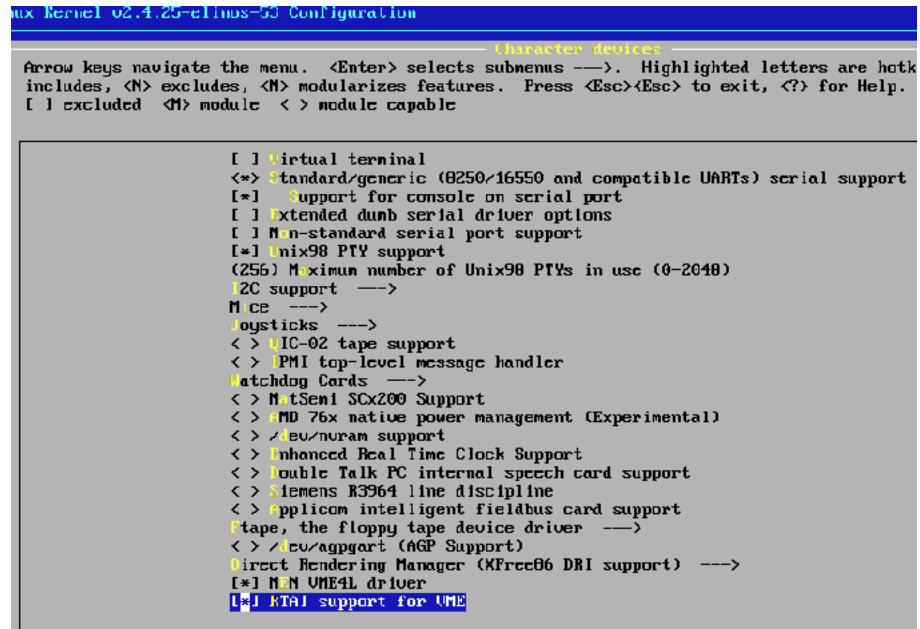 ux Kernel v2.4.25-elinos-53 Configuration
Character devices
Arrow keys navigate the menu. <Enter> selects submenus --->. Highlighted letters are hotk
includes, <N> excludes, <M> modularizes features. Press <Esc><Esc> to exit, <?> for Help.
[ ] excluded <M> module < > module capable
[ ] Virtual terminal
<*> Standard/generic (8250/16550 and compatible UARTs) serial support
[*] Support for console on serial port
[ ] Extended dumb serial driver options
[ ] Non-standard serial port support
[*] Unix98 PTY support
(256) Maximum number of Unix98 PTYs in use (0-2048)
I2C support --->
Mice --->
Joysticks --->
< > QIC-02 tape support
< > IPMI top-level message handler
Watchdog Cards --->
< > NatSemi SCx200 Support
< > AMD 76x native power management (Experimental)
< > /dev/nvram support
< > Enhanced Real Time Clock Support
< > Double Talk PC internal speech card support
< > Siemens R3964 line discipline
< > Applicom intelligent fieldbus card support
Ftape, the floppy tape device driver --->
< > /dev/agpgart (AGP Support)
Direct Rendering Manager (XFree86 DRI support) --->
[*] MEN VME4L driver
[*] RTAI support for VME